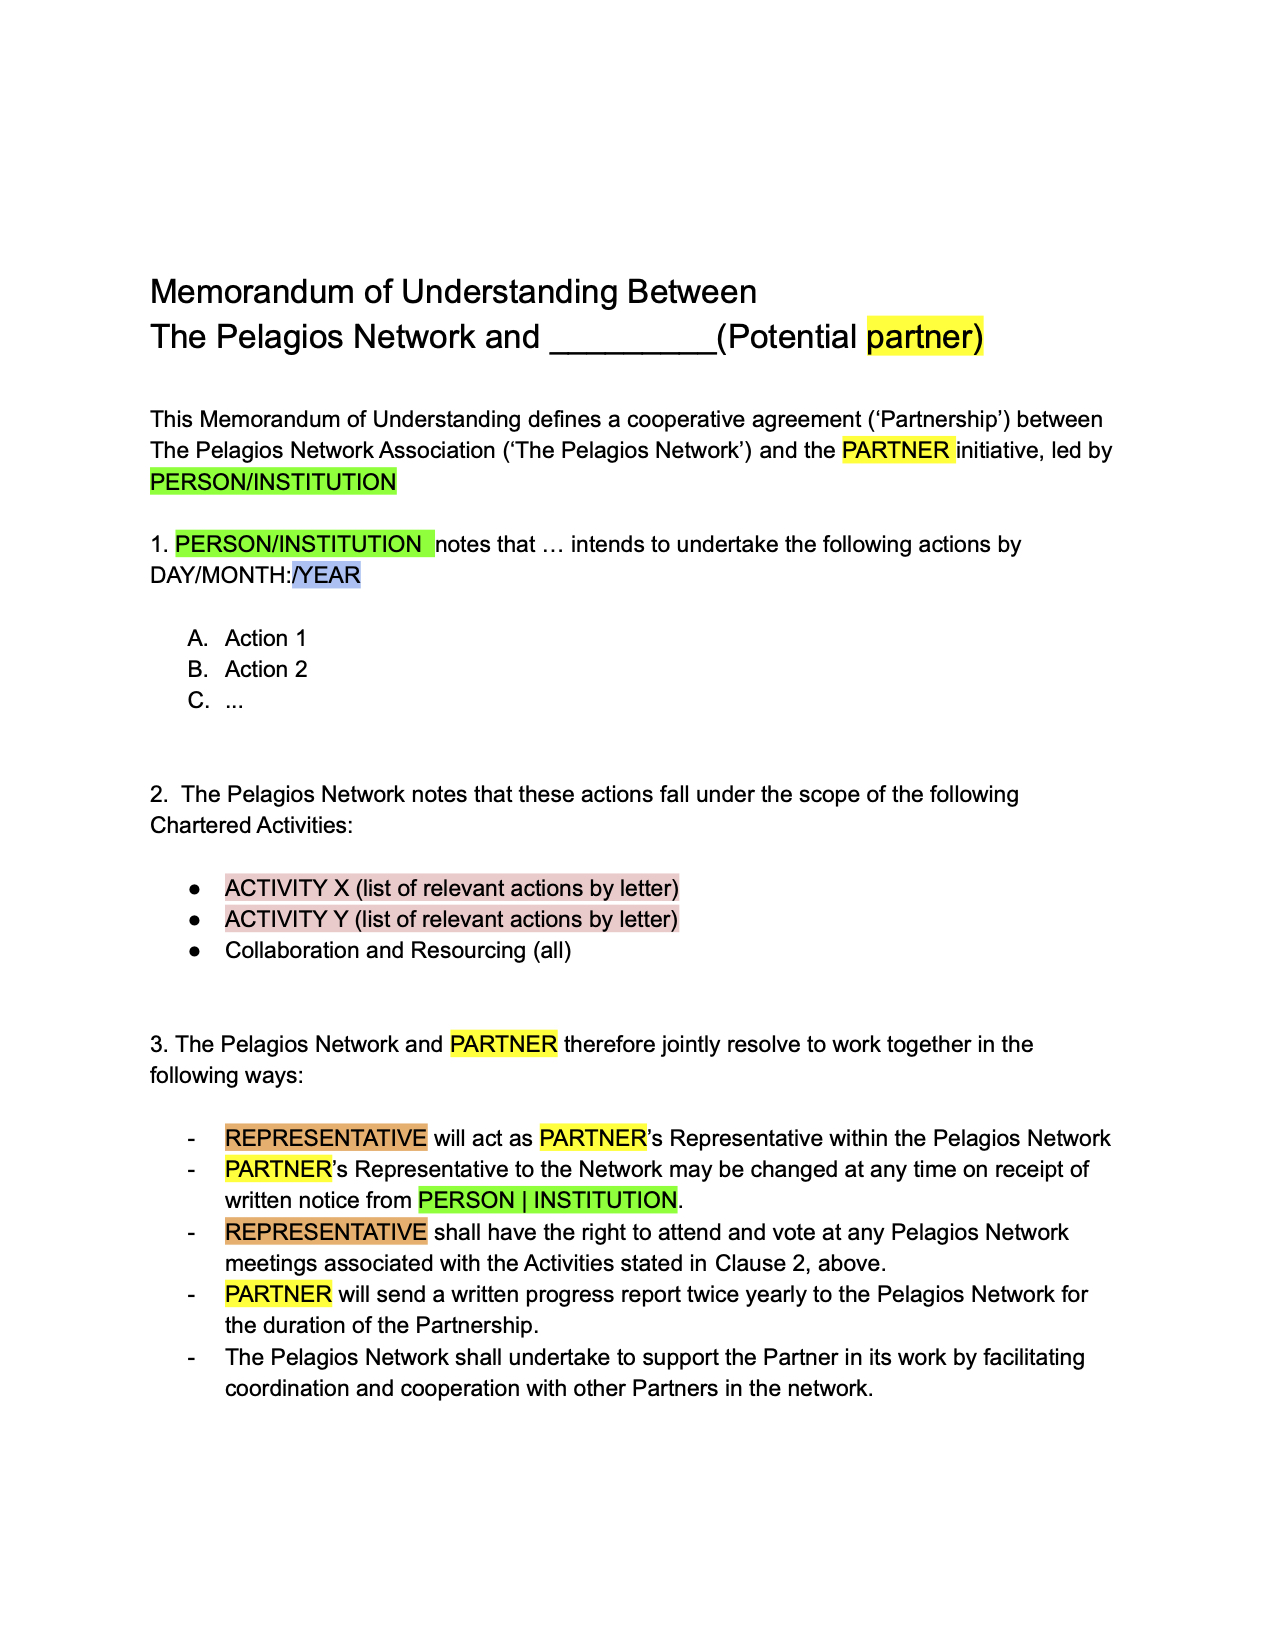 Memorandum of Understanding Between
The Pelagios Network and _________(Potential partner)
This Memorandum of Understanding defines a cooperative agreement (‘Partnership’) between
The Pelagios Network Association (‘The Pelagios Network’) and the PARTNER initiative, led by
PERSON/INSTITUTION
1. PERSON/INSTITUTION notes that … intends to undertake the following actions by
DAY/MONTH:/YEAR
A. Action 1
B. Action 2
C. ...
2. The Pelagios Network notes that these actions fall under the scope of the following
Chartered Activities:
● ACTIVITY X (list of relevant actions by letter)
● ACTIVITY Y (list of relevant actions by letter)
● Collaboration and Resourcing (all)
3. The Pelagios Network and PARTNER therefore jointly resolve to work together in the
following ways:
- REPRESENTATIVE will act as PARTNER’s Representative within the Pelagios Network
- PARTNER’s Representative to the Network may be changed at any time on receipt of
written notice from PERSON | INSTITUTION.
- REPRESENTATIVE shall have the right to attend and vote at any Pelagios Network
meetings associated with the Activities stated in Clause 2, above.
- PARTNER will send a written progress report twice yearly to the Pelagios Network for
the duration of the Partnership.
- The Pelagios Network shall undertake to support the Partner in its work by facilitating
coordination and cooperation with other Partners in the network.